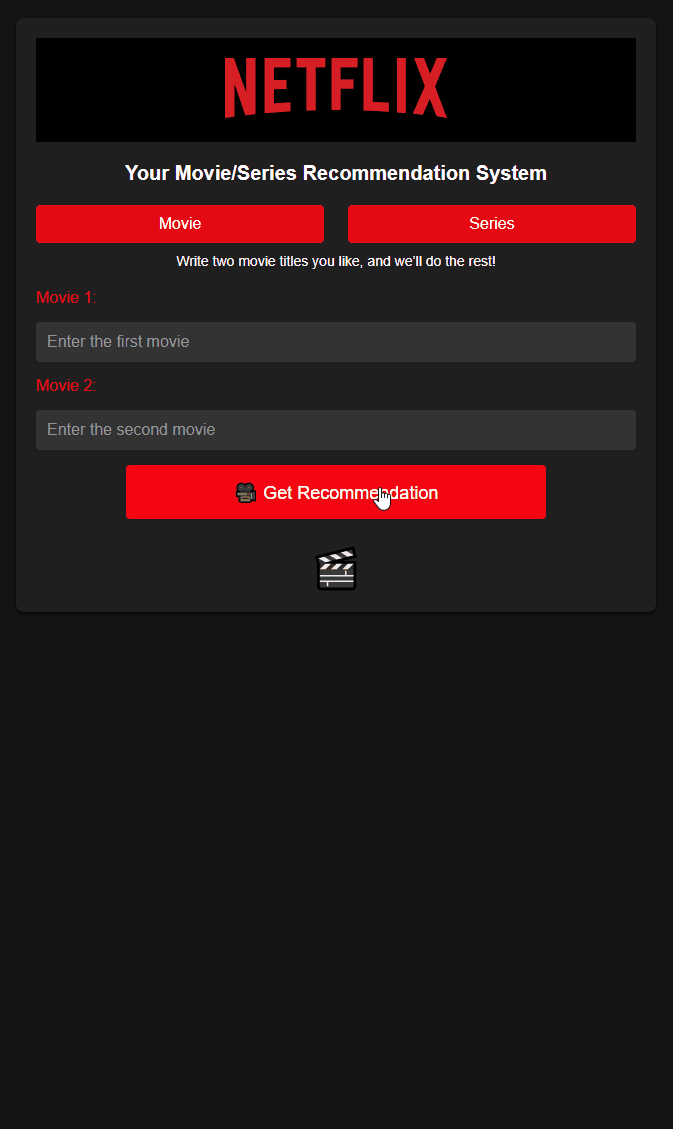 NETFLIX
Your Movie/Series Recommendation System
Movie
Series
Write two movie titles you like, and we'll do the rest!
Movie 1:
Enter the first movie
Movie 2:
Enter the second movie
🎥 Get Recommendation